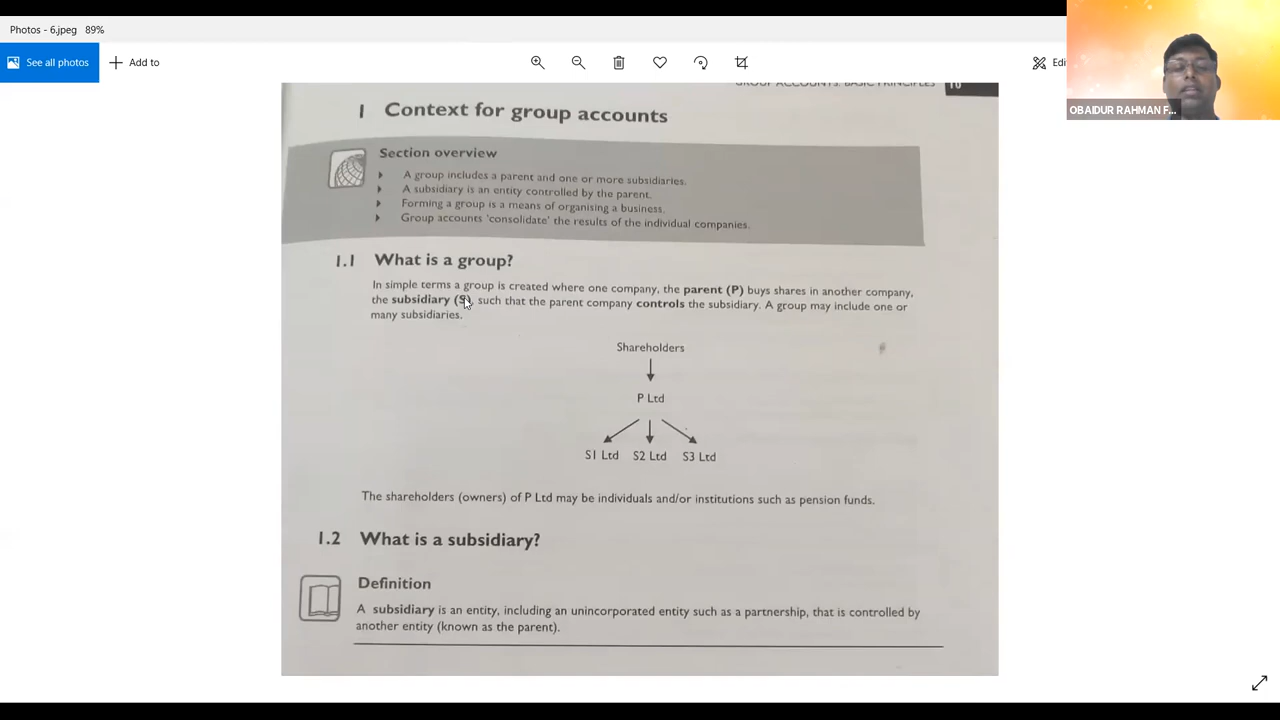 Photos - 6.jpeg 89%
See all photos
Add to
Edi
OBAIDUR RAHMAN F...
GROUP ACCOUNTS: BASIC PRINCIPLES
1 Context for group accounts
Section overview
A group includes a parent and one or more subsidiaries.
A subsidiary is an entity controlled by the parent.
Forming a group is a means of organising a business.
Group accounts 'consolidate' the results of the individual companies.
1.1 What is a group?
In simple terms a group is created where one company, the parent (P) buys shares in another company,
the subsidiary (S), such that the parent company controls the subsidiary. A group may include one or
many subsidiaries.
Shareholders
P Ltd
S1 Ltd S2 Ltd S3 Ltd
The shareholders (owners) of P Ltd may be individuals and/or institutions such as pension funds.
1.2 What is a subsidiary?
Definition
A subsidiary is an entity, including an unincorporated entity such as a partnership, that is controlled by
another entity (known as the parent).